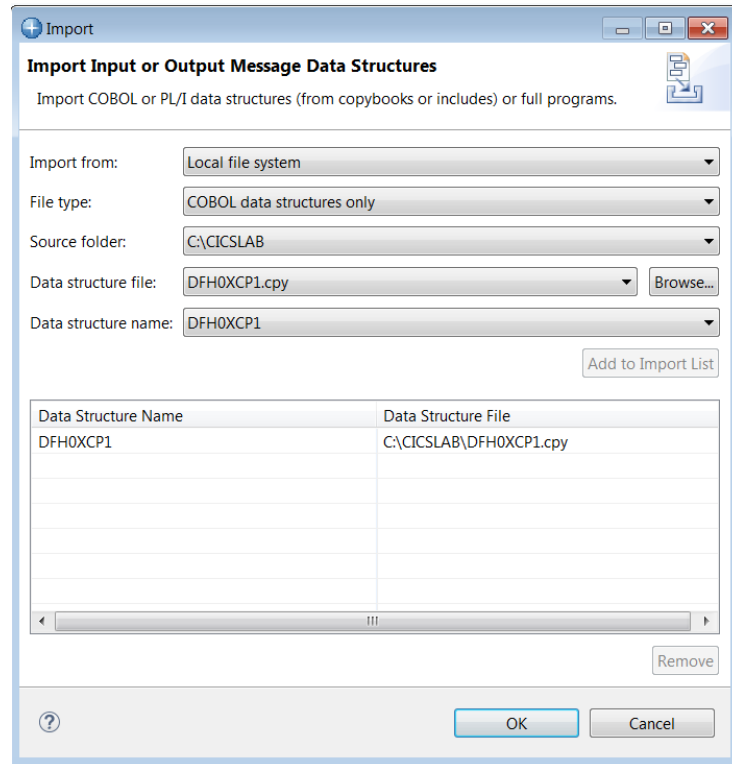 Import
Import Input or Output Message Data Structures
Import COBOL or PL/I data structures (from copybooks or includes) or full programs.
Import from: Local file system
File type: COBOL data structures only
Source folder: C:\CICSLAB
Data structure file: DFH0XCP1.cpy Browse...
Data structure name: DFH0XCP1
Add to Import List
Data Structure Name Data Structure File
DFH0XCP1 C:\CICSLAB\DFH0XCP1.cpy
Remove
? OK Cancel